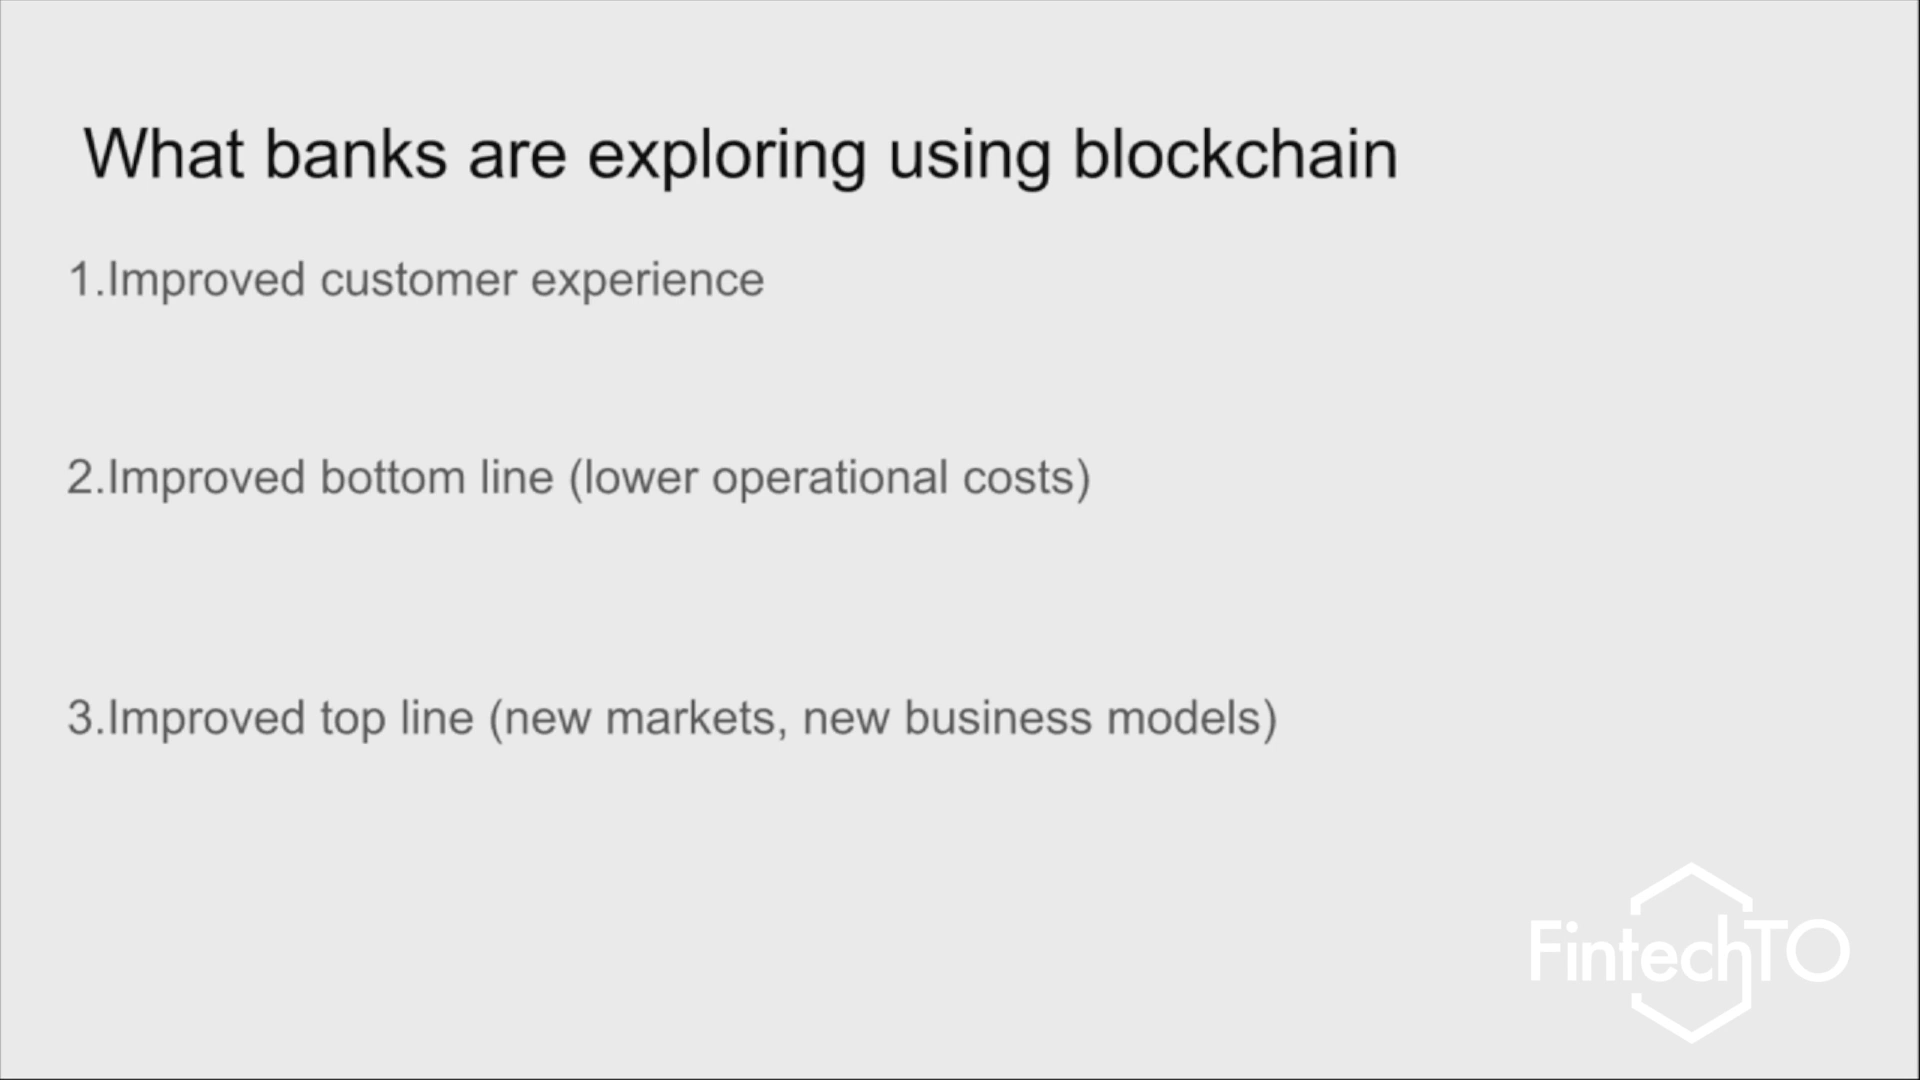 What banks are exploring using blockchain
1.Improved customer experience
2.Improved bottom line (lower operational costs)
3.Improved top line (new markets, new business models)
FintechTO